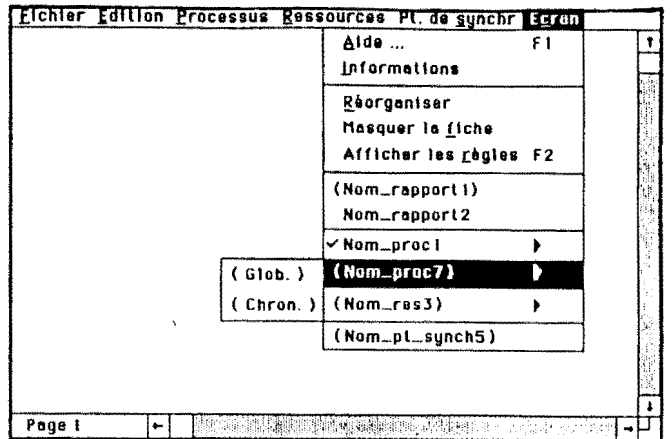 Fichier Edition Processus Ressources Pt. de synchr Ecran
Aide ... F1
Informations
Réorganiser
Masquer la fiche
Afficher les règles F2
(Nom_rapport1)
Nom_rapport2
✓Nom_proc1
( Glob. ) (Nom_proc7)
( Chron. ) (Nom_res3)
(Nom_pt_synch5)
Page 1